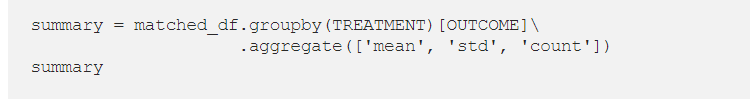 summary = matched_df.groupby(TREATMENT)[OUTCOME]\
                     .aggregate(['mean', 'std', 'count'])
summary